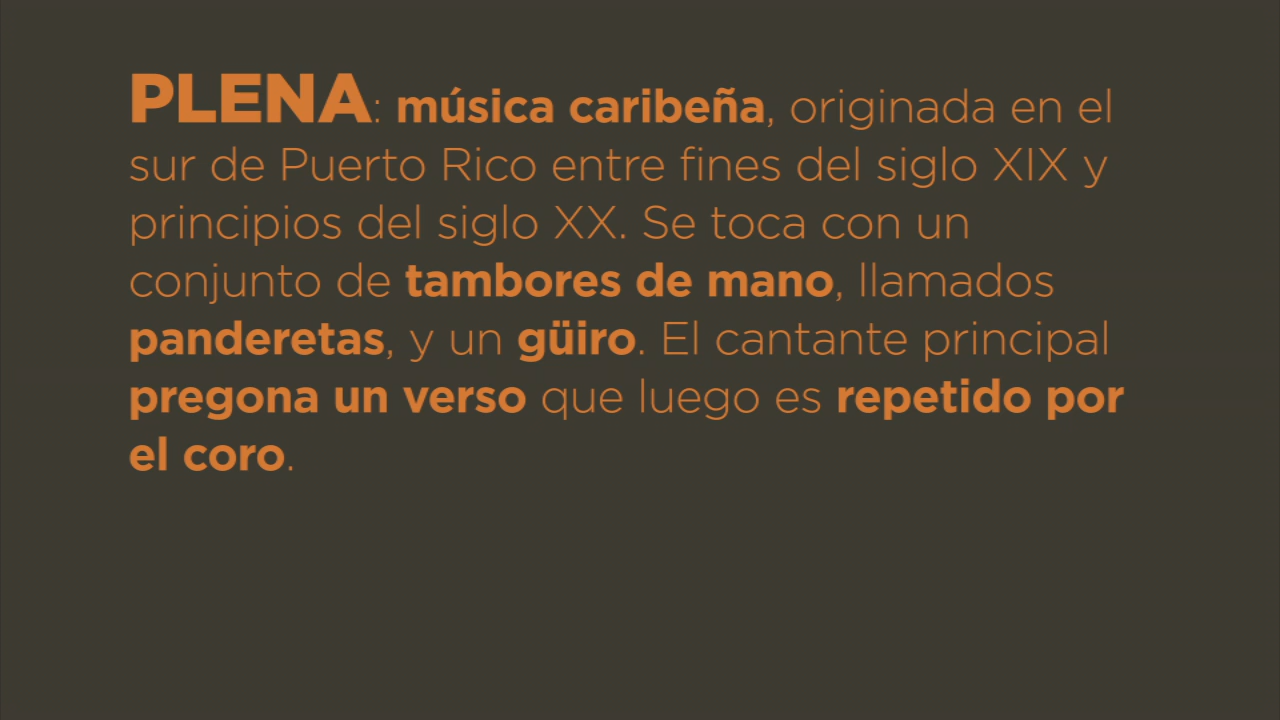 PLENA: música caribeña, originada en el
sur de Puerto Rico entre fines del siglo XIX y
principios del siglo XX. Se toca con un
conjunto de tambores de mano, llamados
panderetas, y un güiro. El cantante principal
pregona un verso que luego es repetido por
el coro.